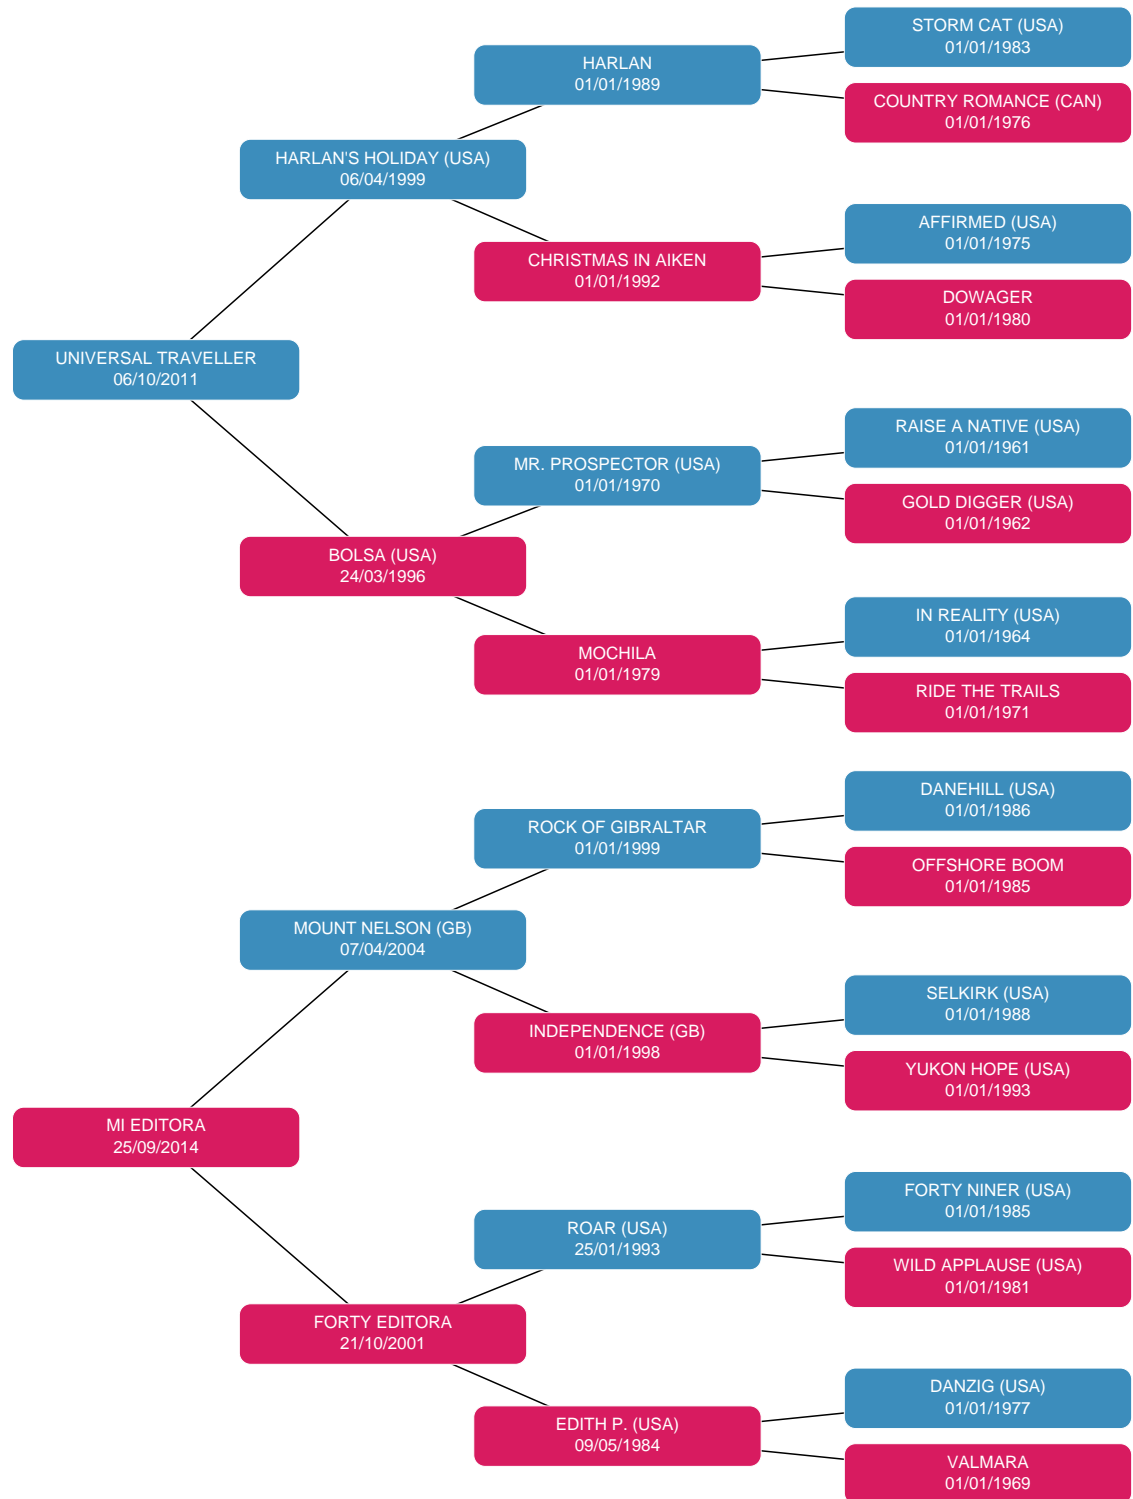 STORM CAT (USA)
01/01/1983
HARLAN
01/01/1989
COUNTRY ROMANCE (CAN)
01/01/1976
HARLAN'S HOLIDAY (USA)
06/04/1999
AFFIRMED (USA)
01/01/1975
CHRISTMAS IN AIKEN
01/01/1992
DOWAGER
01/01/1980
UNIVERSAL TRAVELLER
06/10/2011
RAISE A NATIVE (USA)
01/01/1961
MR. PROSPECTOR (USA)
01/01/1970
GOLD DIGGER (USA)
01/01/1962
BOLSA (USA)
24/03/1996
IN REALITY (USA)
01/01/1964
MOCHILA
01/01/1979
RIDE THE TRAILS
01/01/1971
DANEHILL (USA)
01/01/1986
ROCK OF GIBRALTAR
01/01/1999
OFFSHORE BOOM
01/01/1985
MOUNT NELSON (GB)
07/04/2004
SELKIRK (USA)
01/01/1988
INDEPENDENCE (GB)
01/01/1998
YUKON HOPE (USA)
01/01/1993
MI EDITORA
25/09/2014
FORTY NINER (USA)
01/01/1985
ROAR (USA)
25/01/1993
WILD APPLAUSE (USA)
01/01/1981
FORTY EDITORA
21/10/2001
DANZIG (USA)
01/01/1977
EDITH P. (USA)
09/05/1984
VALMARA
01/01/1969